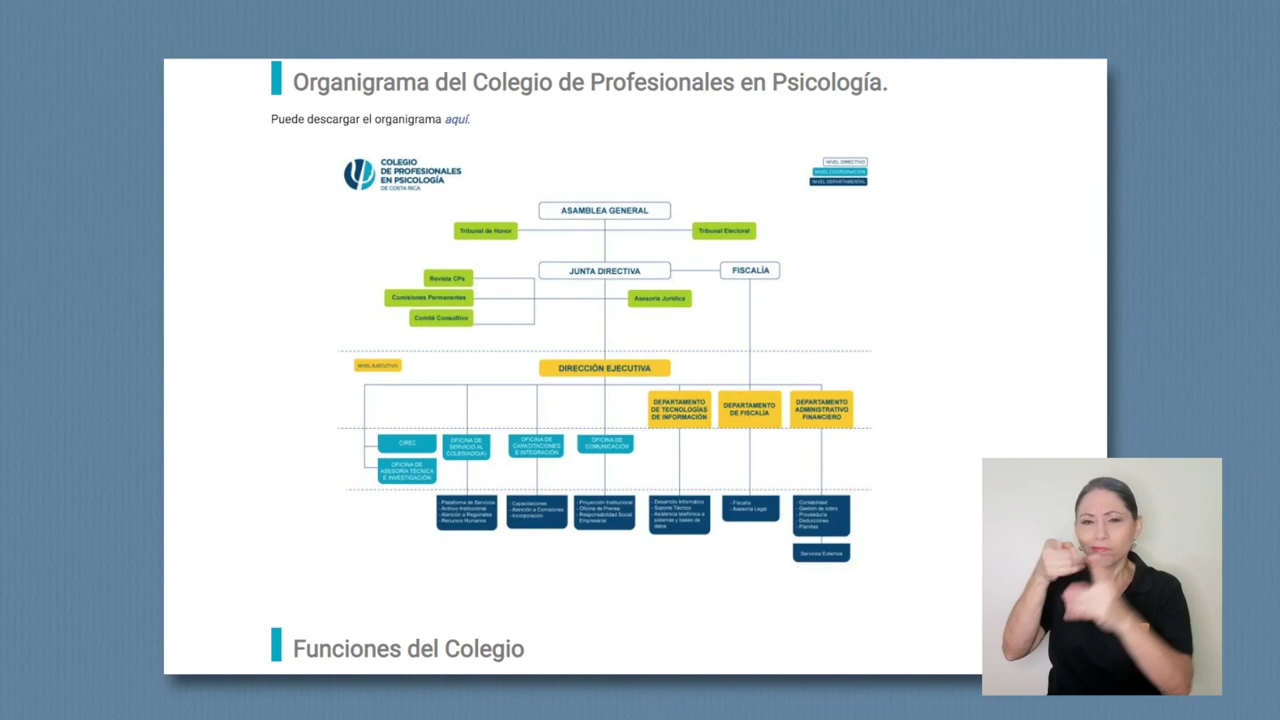 Organigrama del Colegio de Profesionales en Psicología.
Puede descargar el organigrama aquí.
COLEGIO
DE PROFESIONALES
EN PSICOLOGÍA
DE COSTA RICA
NIVEL DIRECTIVO
NIVEL COORDINACIÓN
NIVEL DEPARTAMENTAL
ASAMBLEA GENERAL
Tribunal de Honor
Tribunal Electoral
JUNTA DIRECTIVA
FISCALÍA
Revista CPs
Comisiones Permanentes
Asesoría Jurídica
Comité Consultivo
NIVEL EJECUTIVO
DIRECCIÓN EJECUTIVA
DEPARTAMENTO
DE TECNOLOGÍAS
DE INFORMACIÓN
DEPARTAMENTO
DE FISCALÍA
DEPARTAMENTO
ADMINISTRATIVO
FINANCIERO
CIREC
OFICINA DE
SERVICIO AL
COLEGIADO(A)
OFICINA DE
CAPACITACIONES
E INTEGRACIÓN
OFICINA DE
COMUNICACIÓN
OFICINA DE
ASESORÍA TÉCNICA
E INVESTIGACIÓN
- Plataforma de Servicios
- Archivo Institucional
- Atención a Regionales
- Recursos Humanos
- Capacitaciones
- Atención a Comisiones
- Incorporación
- Proyección Institucional
- Oficina de Prensa
- Responsabilidad Social
Empresarial
- Desarrollo Informático
- Soporte Técnico
- Asistencia telefónica a
sistemas y bases de
datos
- Fiscalía
- Asesoría Legal
- Contabilidad
- Gestión de cobro
- Proveeduría
- Deducciones
- Planillas
Servicios Externos
Funciones del Colegio